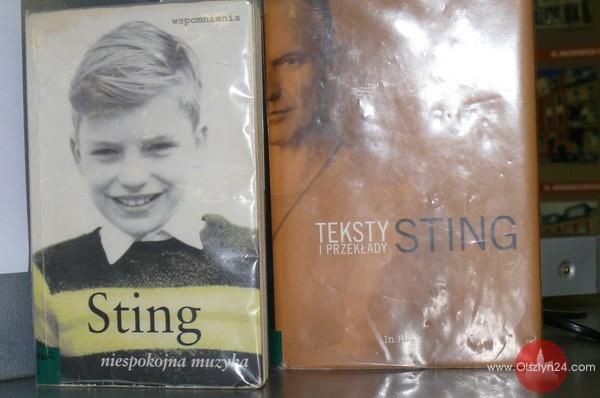 wspomnienia
Sting
niespokojna muzyka
TEKSTY
I PRZEKŁADY
STING
In Rock
www.Olsztyn24.com